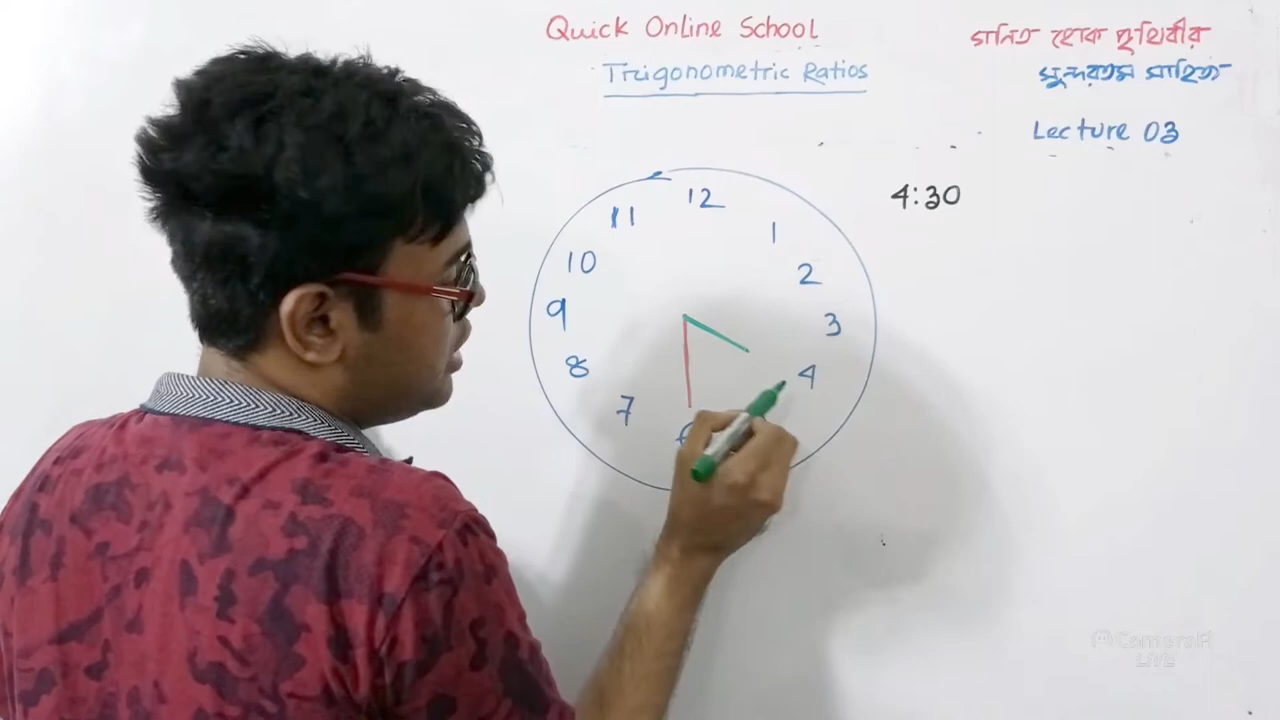 Quick Online School
Trigonometric Ratios
গনিত হোক পৃথিবীর
সুন্দরতম সাহিত্য
Lecture 03
4:30
12
11
1
10
2
9
3
8
4
7